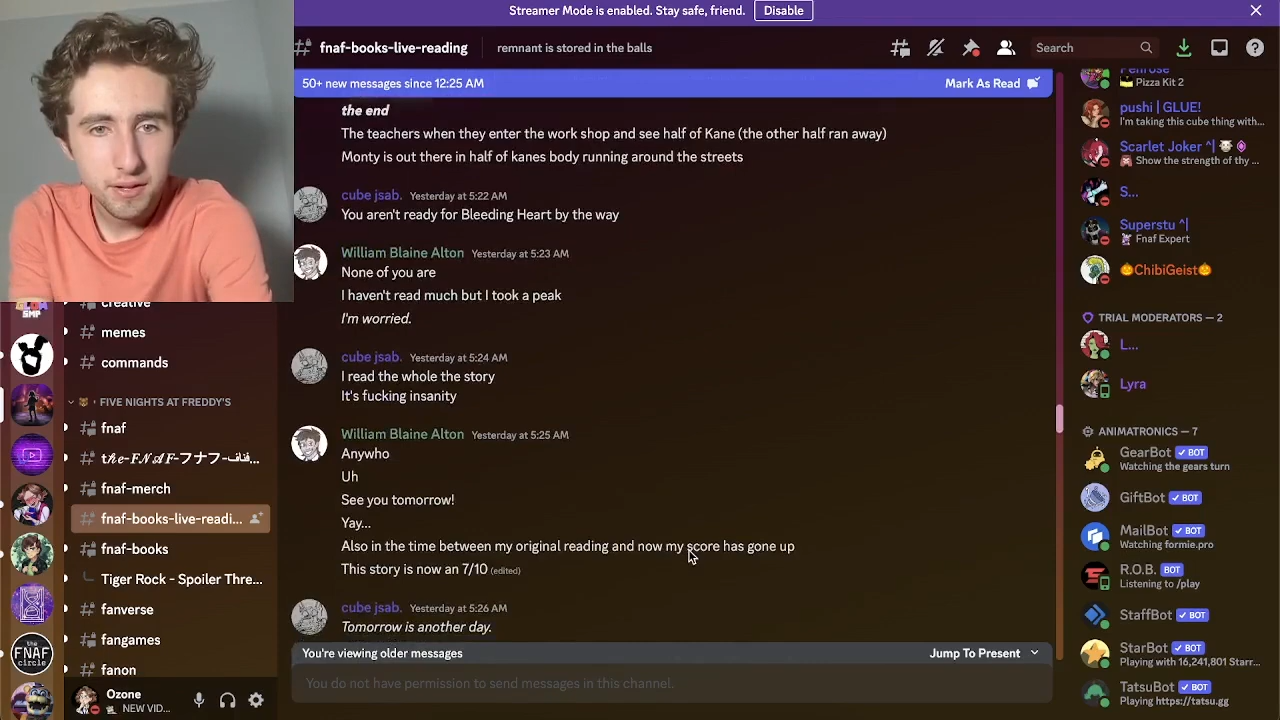 Streamer Mode is enabled. Stay safe, friend.
Disable
fnaf-books-live-reading
remnant is stored in the balls
Search
50+ new messages since 12:25 AM
Mark As Read
the end
The teachers when they enter the work shop and see half of Kane (the other half ran away)
Monty is out there in half of kanes body running around the streets
cube jsab. Yesterday at 5:22 AM
You aren't ready for Bleeding Heart by the way
William Blaine Alton Yesterday at 5:23 AM
None of you are
I haven't read much but I took a peak
I'm worried.
cube jsab. Yesterday at 5:24 AM
I read the whole the story
It's fucking insanity
William Blaine Alton Yesterday at 5:25 AM
Anywho
Uh
See you tomorrow!
Yay...
Also in the time between my original reading and now my score has gone up
This story is now an 7/10 (edited)
cube jsab. Yesterday at 5:26 AM
Tomorrow is another day.
You're viewing older messages
Jump To Present
You do not have permission to send messages in this channel.
SMP
creative
memes
commands
FIVE NIGHTS AT FREDDY'S
fnaf
fnaf-merch
fnaf-books-live-readi...
fnaf-books
Tiger Rock - Spoiler Thre...
fanverse
fangames
fanon
the
FNAF
circle
Ozone
NEW VID...
Penrose
Pizza Kit 2
pushi | GLUE!
I'm taking this cube thing with...
Scarlet Joker ^|
Show the strength of thy ...
S...
Superstu ^|
Fnaf Expert
🎃ChibiGeist🎃
TRIAL MODERATORS — 2
L...
Lyra
ANIMATRONICS — 7
GearBot ✓ BOT
Watching the gears turn
GiftBot ✓ BOT
MailBot ✓ BOT
Watching formie.pro
R.O.B. BOT
Listening to /play
StaffBot ✓ BOT
StarBot ✓ BOT
Playing with 16,241,801 Starr...
TatsuBot ✓ BOT
Playing https://tatsu.gg